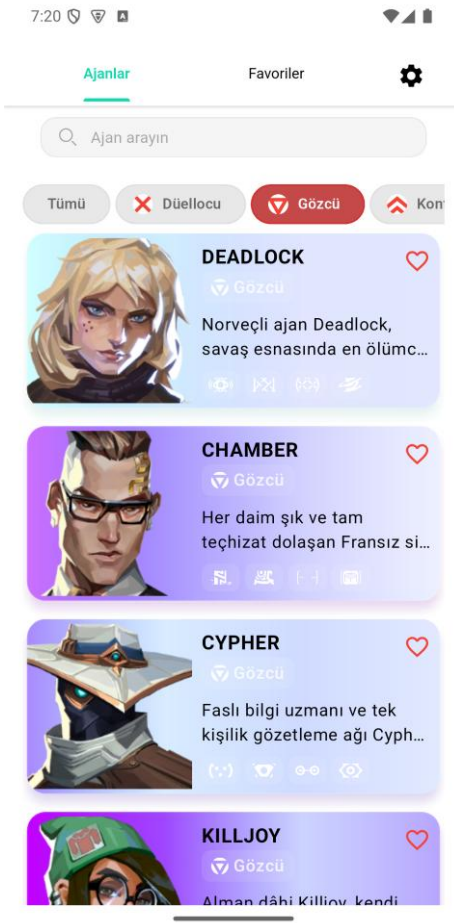 7:20
Ajanlar
Favoriler
Ajan arayın
Tümü
Düellocu
Gözcü
Kon
DEADLOCK
Gözcü
Norveçli ajan Deadlock,
savaş esnasında en ölümc...
CHAMBER
Gözcü
Her daim şık ve tam
teçhizat dolaşan Fransız si...
CYPHER
Gözcü
Faslı bilgi uzmanı ve tek
kişilik gözetleme ağı Cyph...
KILLJOY
Gözcü
Alman dâhi Killjoy, kendi